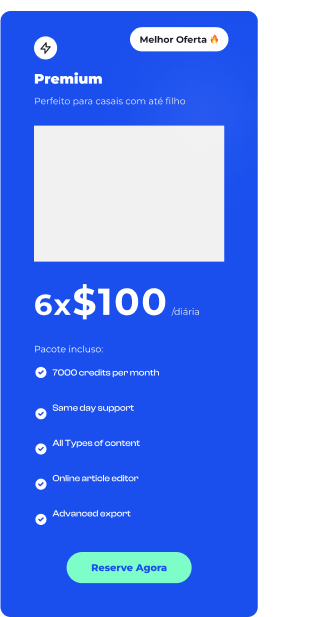 Melhor Oferta 🔥
Premium
Perfeito para casais com até filho
6x$100 /diária
Pacote incluso:
7000 credits per month
Same day support
All Types of content
Online article editor
Advanced export
Reserve Agora